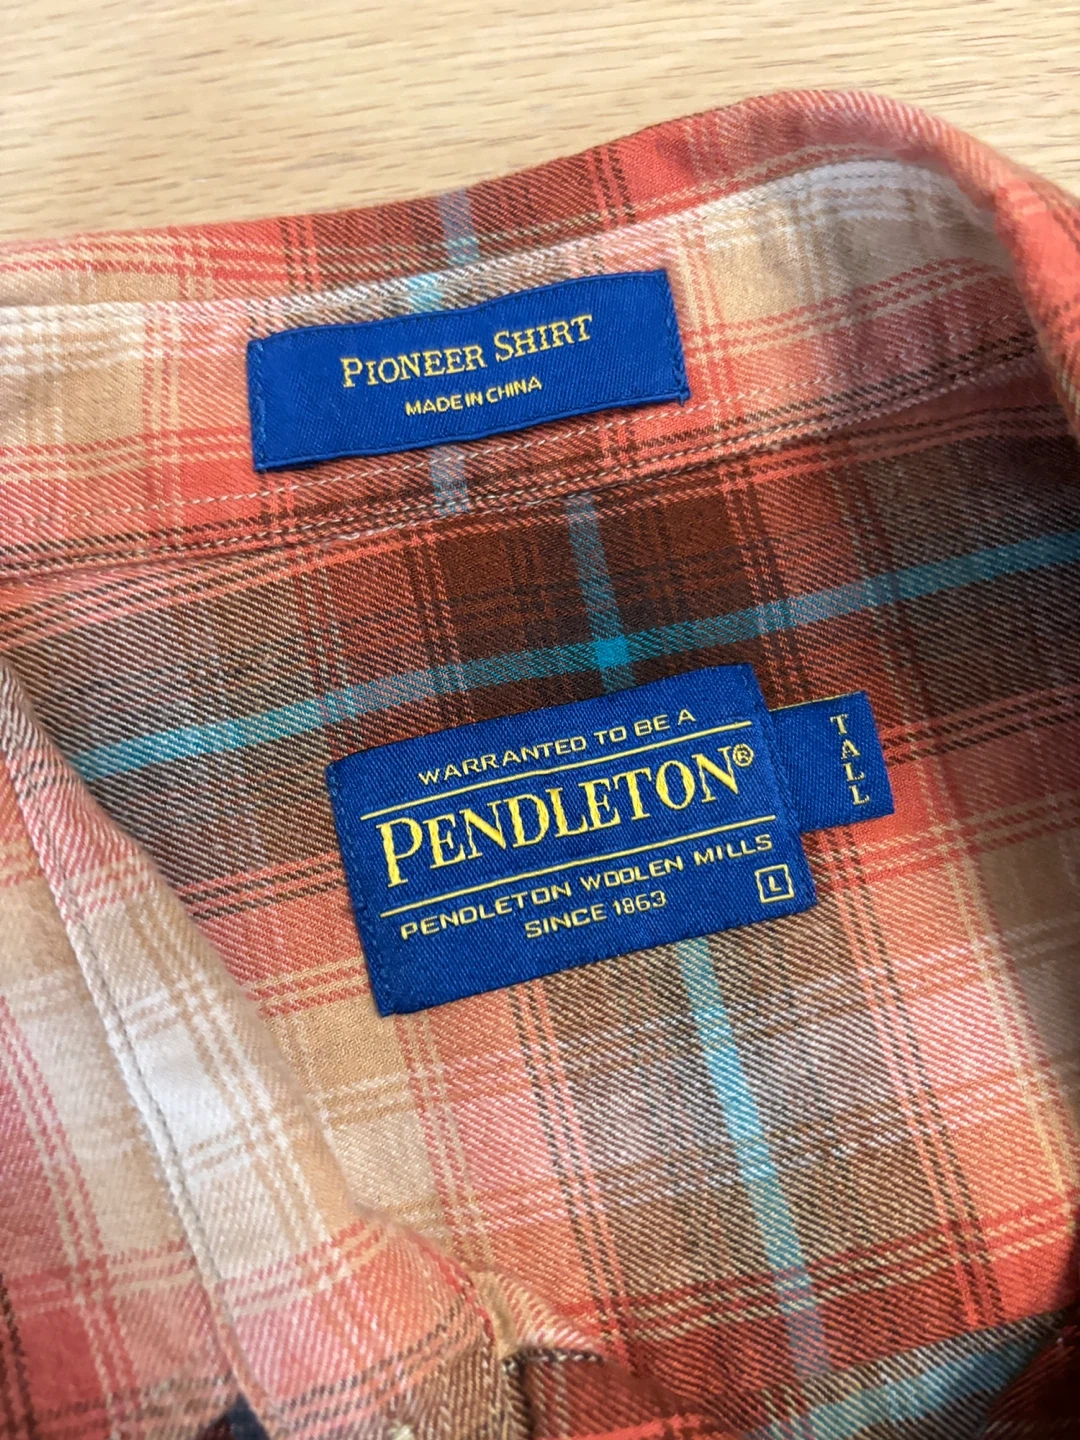 PIONEER SHIRT
MADE IN CHINA
WARRANTED TO BE A
PENDLETON®
PENDLETON WOOLEN MILLS
SINCE 1863
L
TALL